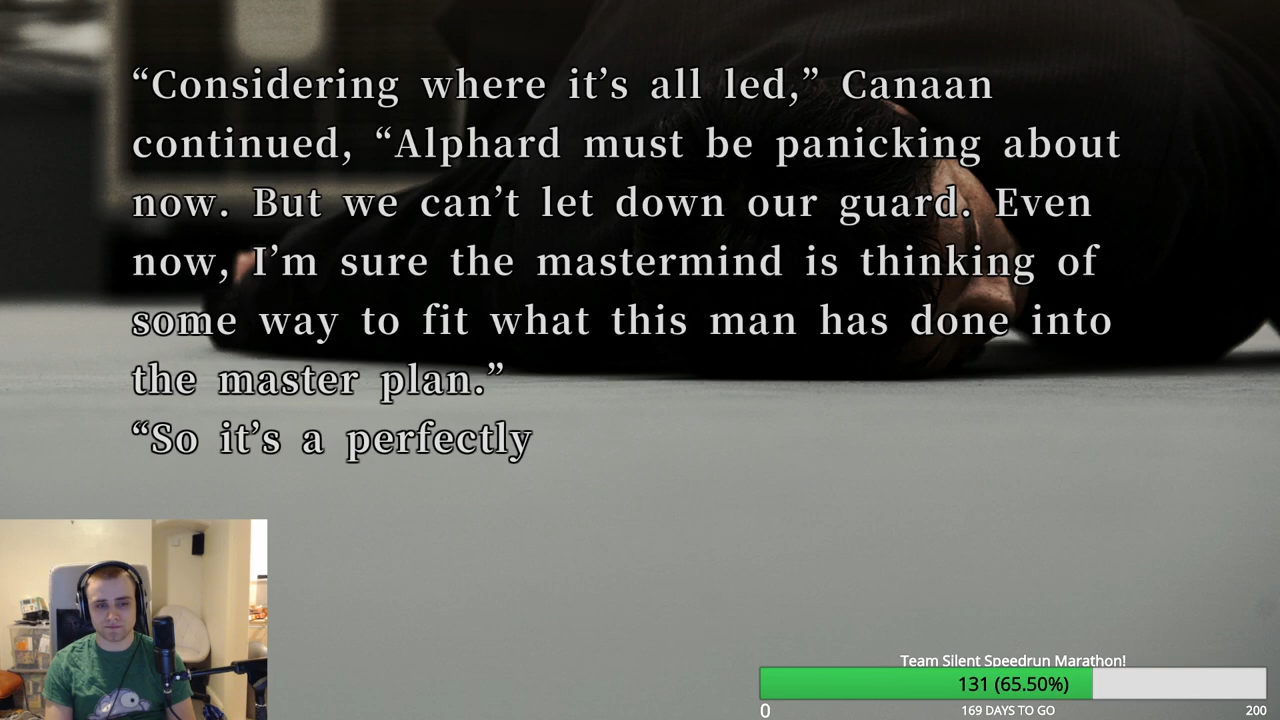 “Considering where it’s all led,” Canaan
continued, “Alphard must be panicking about
now. But we can’t let down our guard. Even
now, I’m sure the mastermind is thinking of
some way to fit what this man has done into
the master plan.”
“So it’s a perfectly
Team Silent Speedrun Marathon!
131 (65.50%)
0 169 DAYS TO GO 200